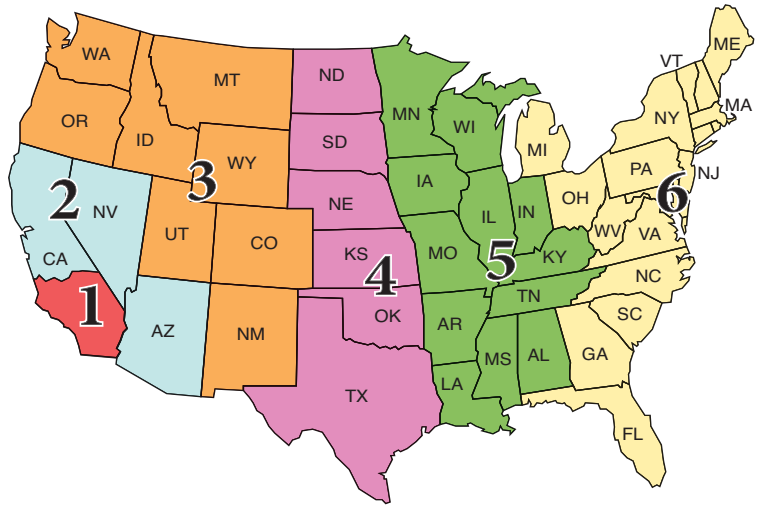 ME
WA
VT
ND
MT
MA
MN
NY
OR
WI
ID
SD
MI
WY
PA
NJ
IA
OH
2
3
6
NE
NV
IL
IN
UT
WV
VA
CO
KS
MO
KY
CA
5
4
NC
1
TN
OK
SC
AZ
NM
AR
MS
AL
GA
LA
TX
FL